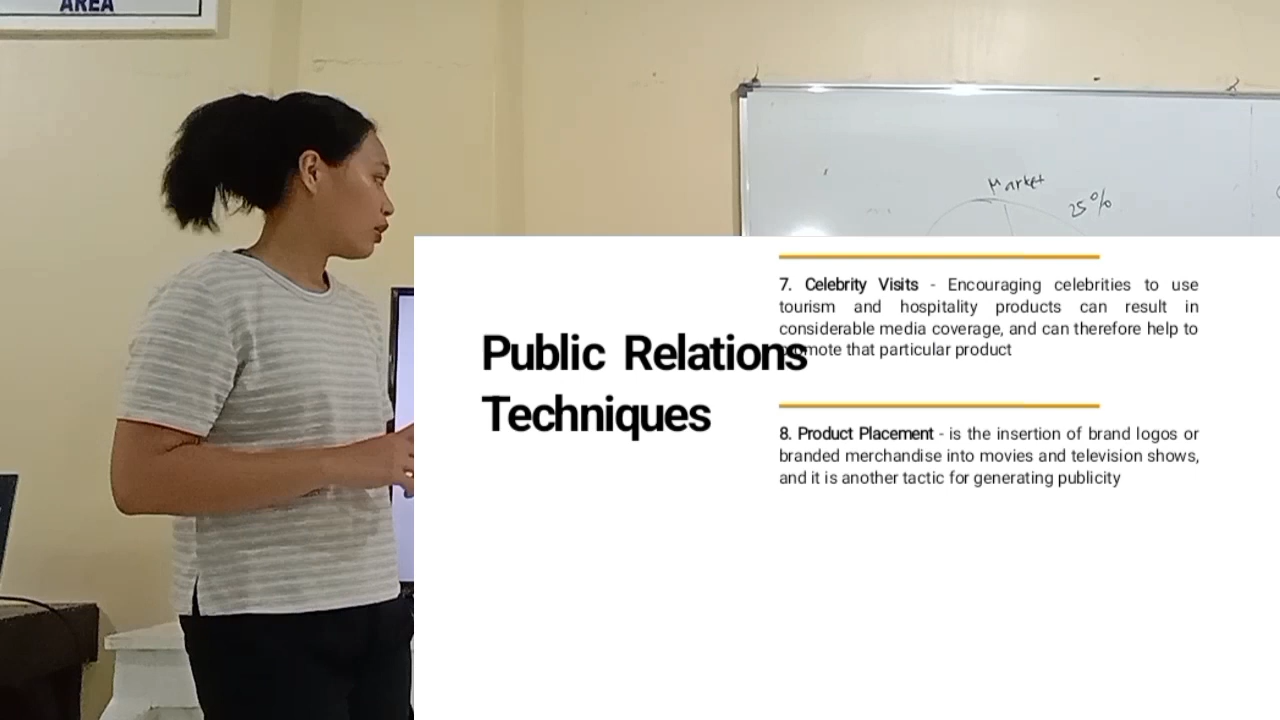 AREA
Market
25%
Public Relations
Techniques
7. Celebrity Visits - Encouraging celebrities to use
tourism and hospitality products can result in
considerable media coverage, and can therefore help to
promote that particular product
8. Product Placement - is the insertion of brand logos or
branded merchandise into movies and television shows,
and it is another tactic for generating publicity